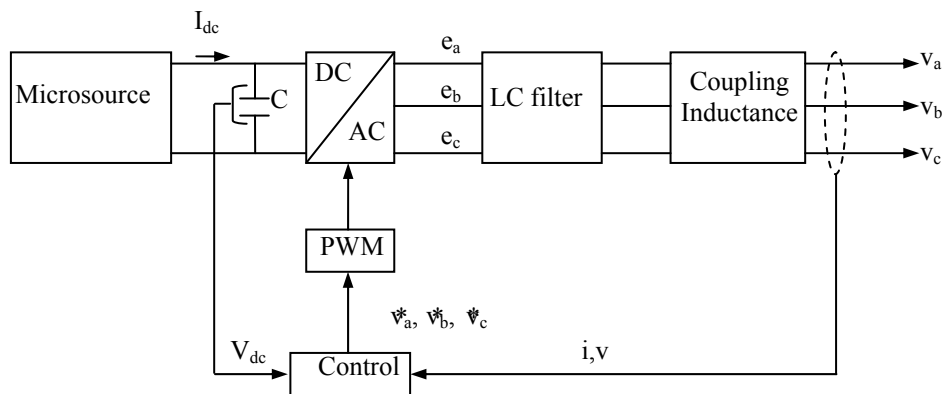 I_dc
Microsource
C
DC
AC
e_a
e_b
e_c
LC filter
Coupling
Inductance
v_a
v_b
v_c
PWM
v*_a, v*_b, v*_c
V_dc
Control
i,v